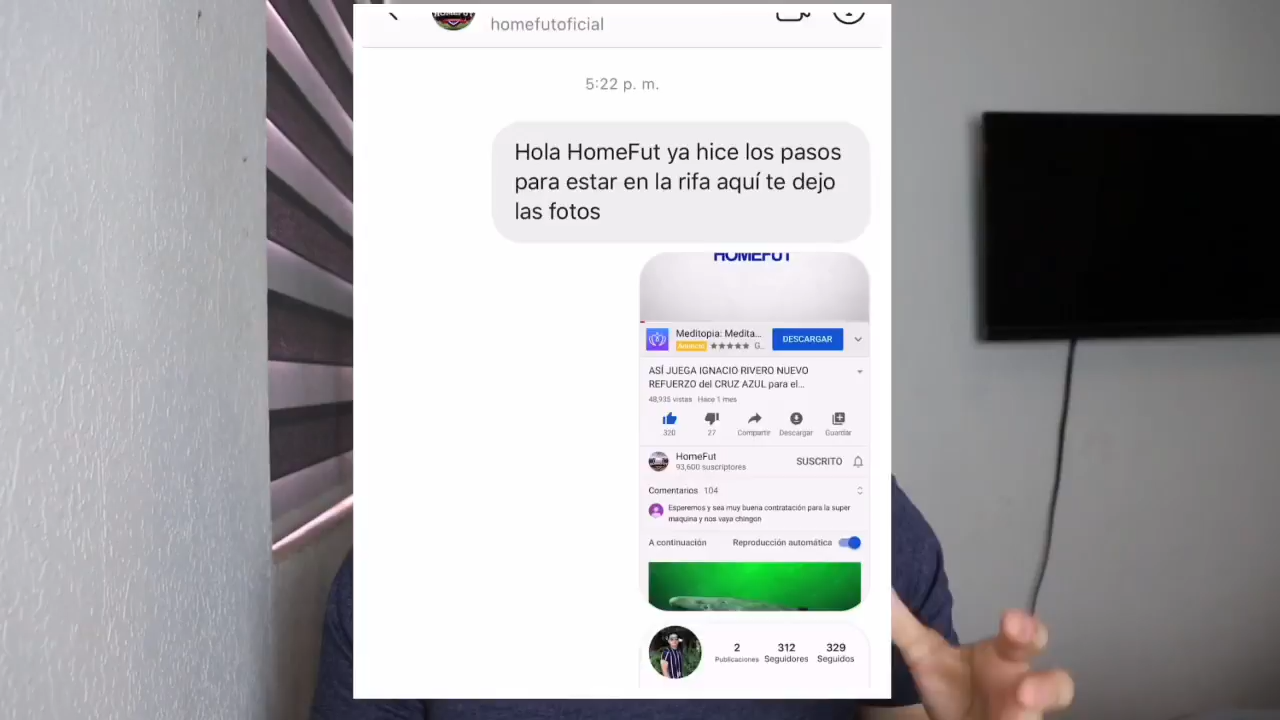 homefutoficial
5:22 p. m.
Hola HomeFut ya hice los pasos
para estar en la rifa aquí te dejo
las fotos
HOMEFUT
Meditopia: Medita...
DESCARGAR
Anuncio ★★★★★ G...
ASÍ JUEGA IGNACIO RIVERO NUEVO
REFUERZO del CRUZ AZUL para el...
48,935 vistas Hace 1 mes
320 27 Compartir Descargar Guardar
HomeFut
93,600 suscriptores
SUSCRITO
Comentarios 104
Esperemos y sea muy buena contratación para la super
maquina y nos vaya chingon
A continuación Reproducción automática
2 312 329
Publicaciones Seguidores Seguidos